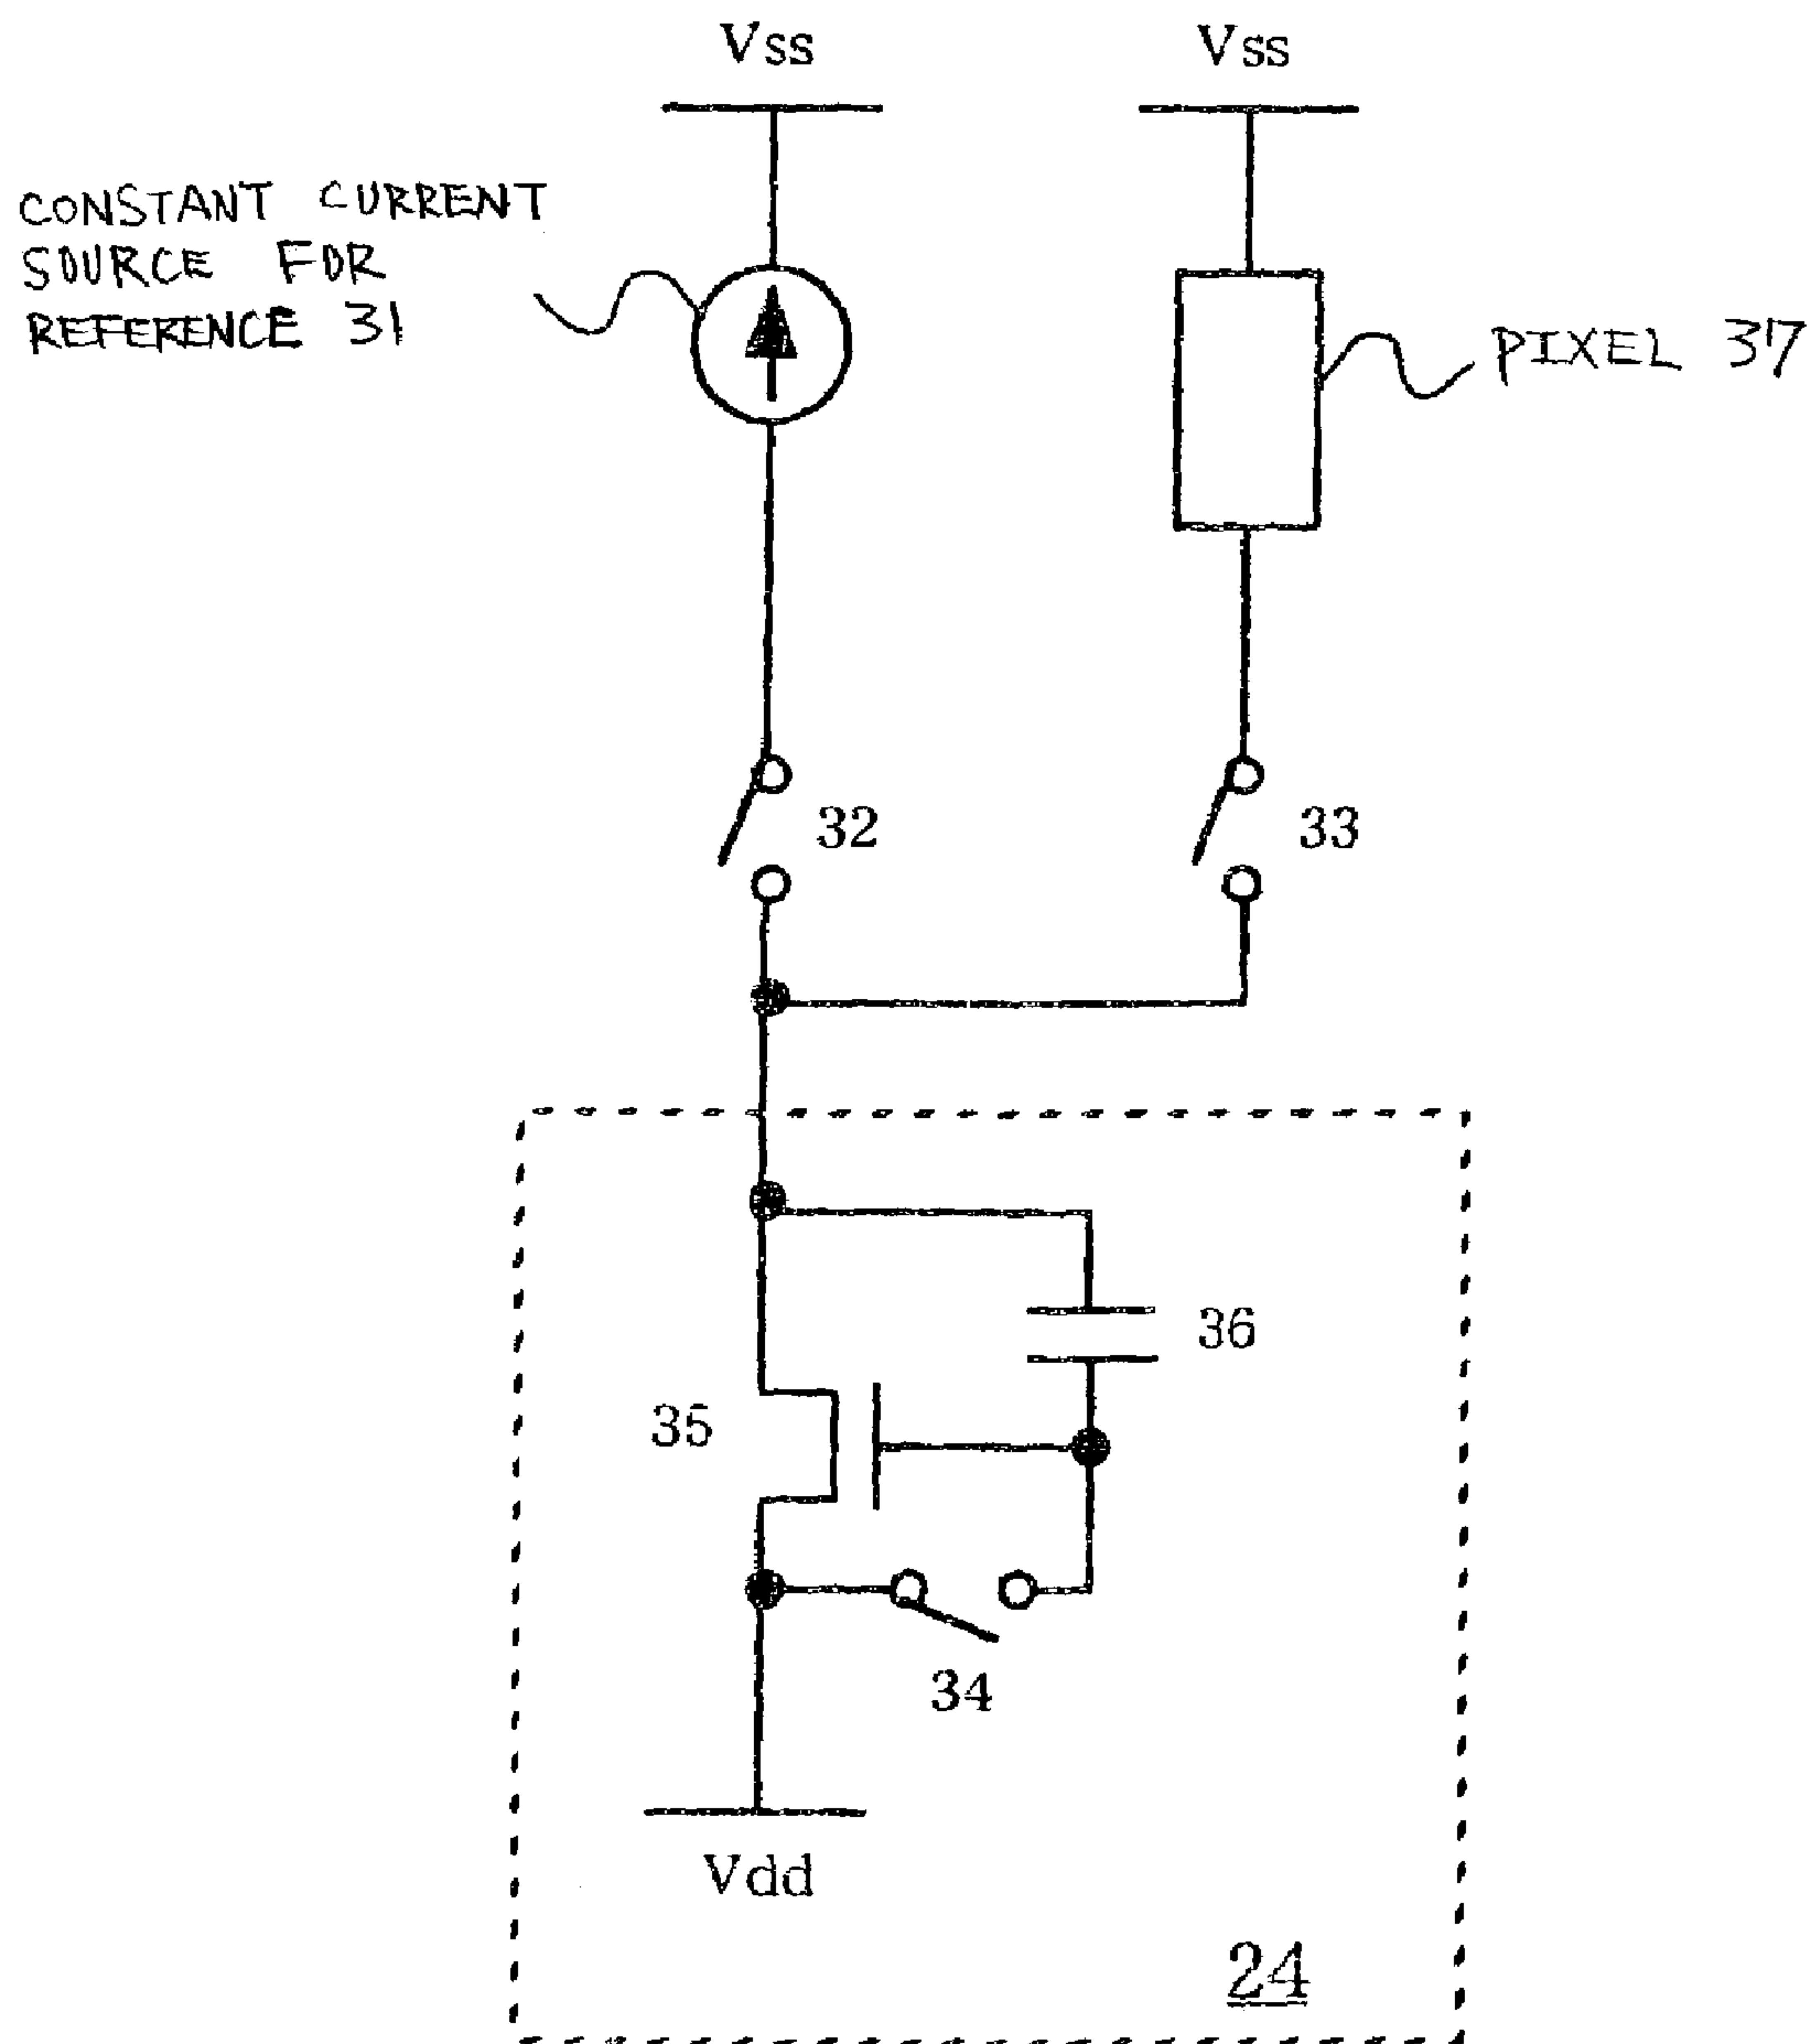 Vss
Vss
CONSTANT CURRENT
SOURCE FOR
REFERENCE 31
PIXEL 37
32
33
36
35
34
Vdd
24